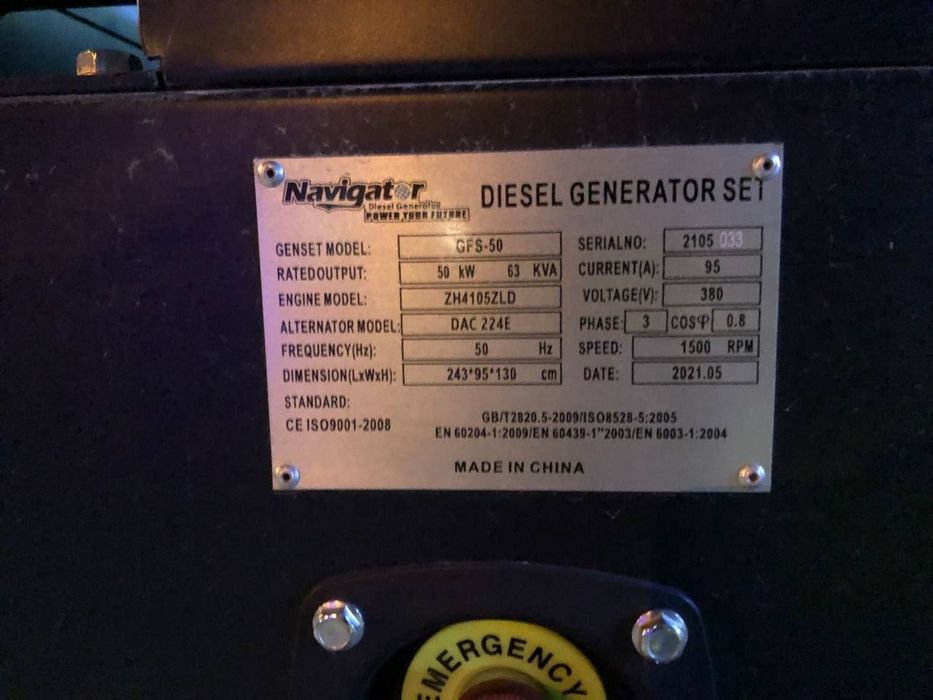 Navigator
Diesel Generator
POWER YOUR FUTURE
DIESEL GENERATOR SET
GENSET MODEL: GFS-50
SERIALNO: 2105 033
RATEDOUTPUT: 50 kW 63 KVA
CURRENT(A): 95
ENGINE MODEL: ZH4105ZLD
VOLTAGE(V): 380
ALTERNATOR MODEL: DAC 224E
PHASE: 3 COSφ 0.8
FREQUENCY(Hz): 50 Hz
SPEED: 1500 RPM
DIMENSION(LxWxH): 243*95*130 cm
DATE: 2021.05
STANDARD:
CE ISO9001-2008
GB/T2820.5-2009/ISO8528-5:2005
EN 60204-1:2009/EN 60439-1"2003/EN 6003-1:2004
MADE IN CHINA
EMERGENCY